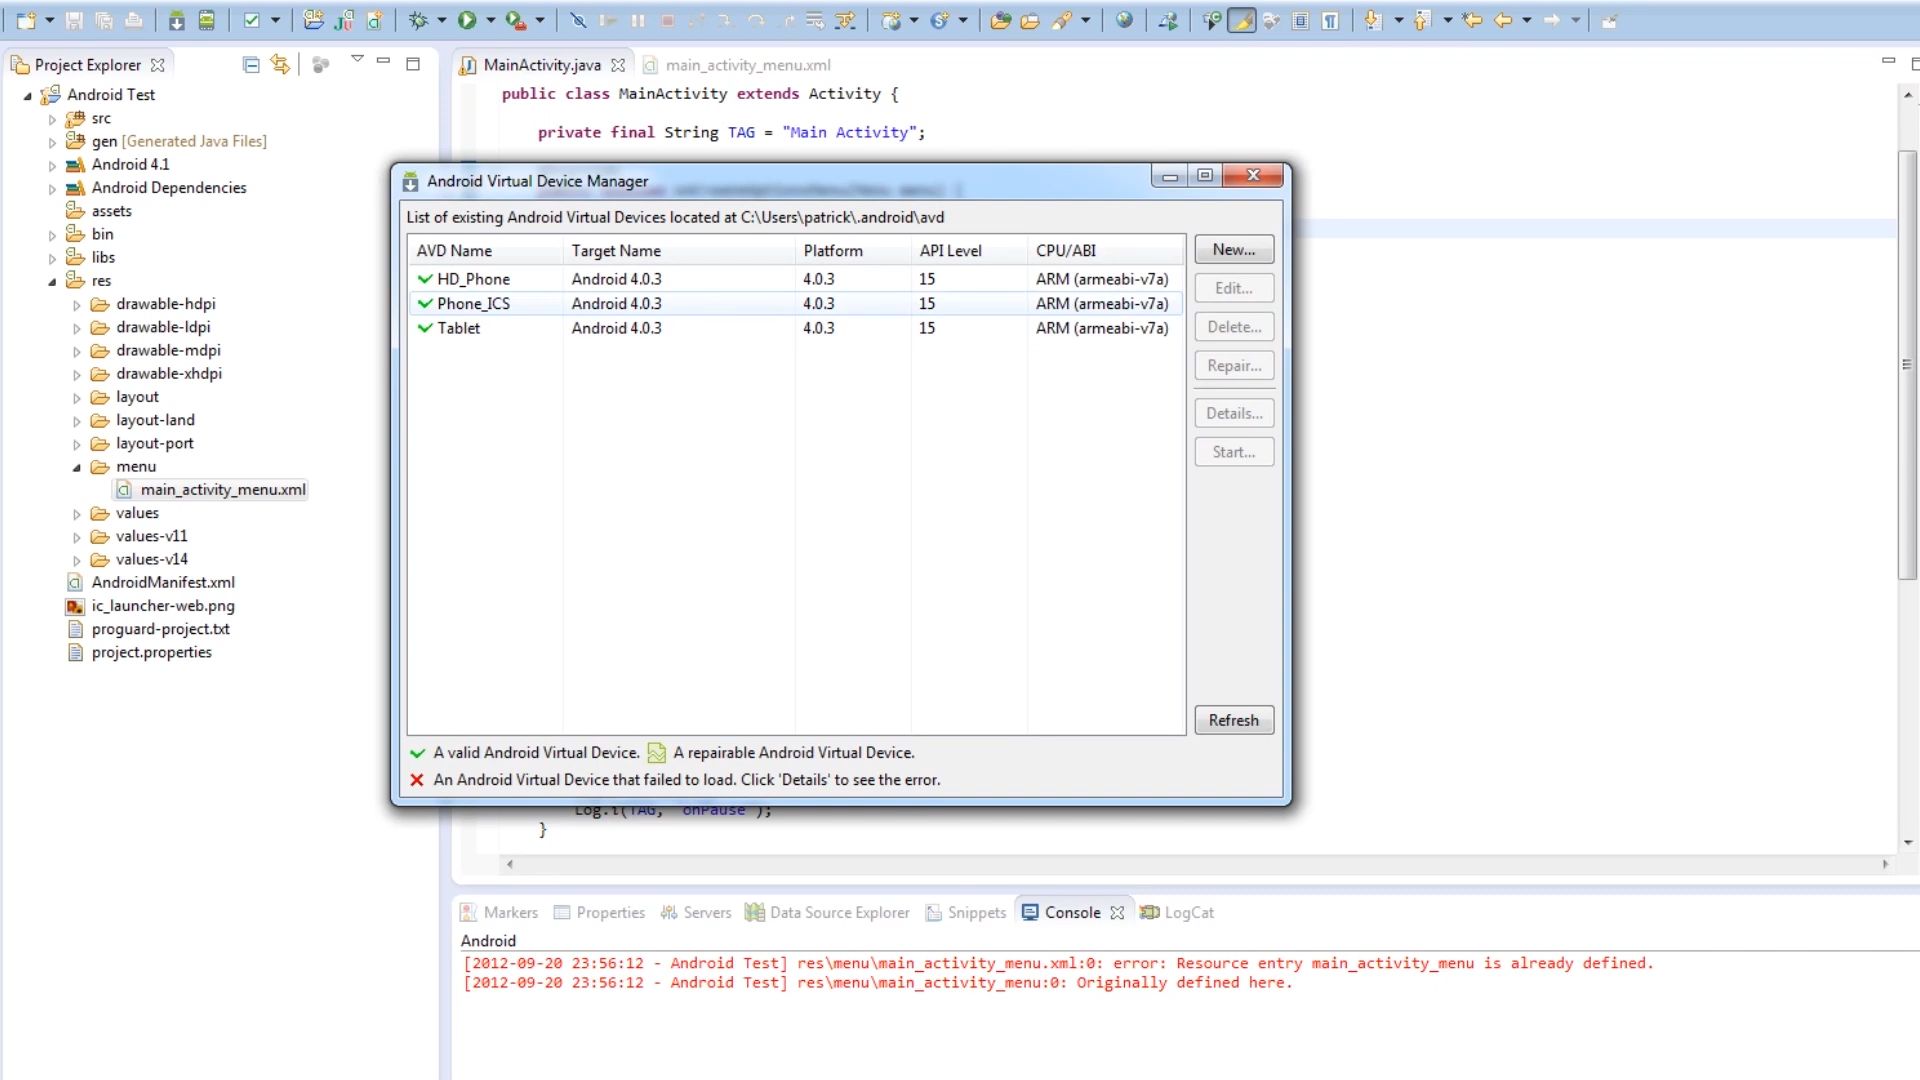 Project Explorer
Android Test
src
gen [Generated Java Files]
Android 4.1
Android Dependencies
assets
bin
libs
res
drawable-hdpi
drawable-ldpi
drawable-mdpi
drawable-xhdpi
layout
layout-land
layout-port
menu
main_activity_menu.xml
values
values-v11
values-v14
AndroidManifest.xml
ic_launcher-web.png
proguard-project.txt
project.properties
MainActivity.java main_activity_menu.xml
public class MainActivity extends Activity {
private final String TAG = "Main Activity";
Android Virtual Device Manager
List of existing Android Virtual Devices located at C:\Users\patrick\.android\avd
AVD Name Target Name Platform API Level CPU/ABI
HD_Phone Android 4.0.3 4.0.3 15 ARM (armeabi-v7a)
Phone_ICS Android 4.0.3 4.0.3 15 ARM (armeabi-v7a)
Tablet Android 4.0.3 4.0.3 15 ARM (armeabi-v7a)
New...
Edit...
Delete...
Repair...
Details...
Start...
Refresh
A valid Android Virtual Device. A repairable Android Virtual Device.
An Android Virtual Device that failed to load. Click 'Details' to see the error.
Log.i(TAG, "onPause");
}
Markers Properties Servers Data Source Explorer Snippets Console LogCat
Android
[2012-09-20 23:56:12 - Android Test] res\menu\main_activity_menu.xml:0: error: Resource entry main_activity_menu is already defined.
[2012-09-20 23:56:12 - Android Test] res\menu\main_activity_menu:0: Originally defined here.